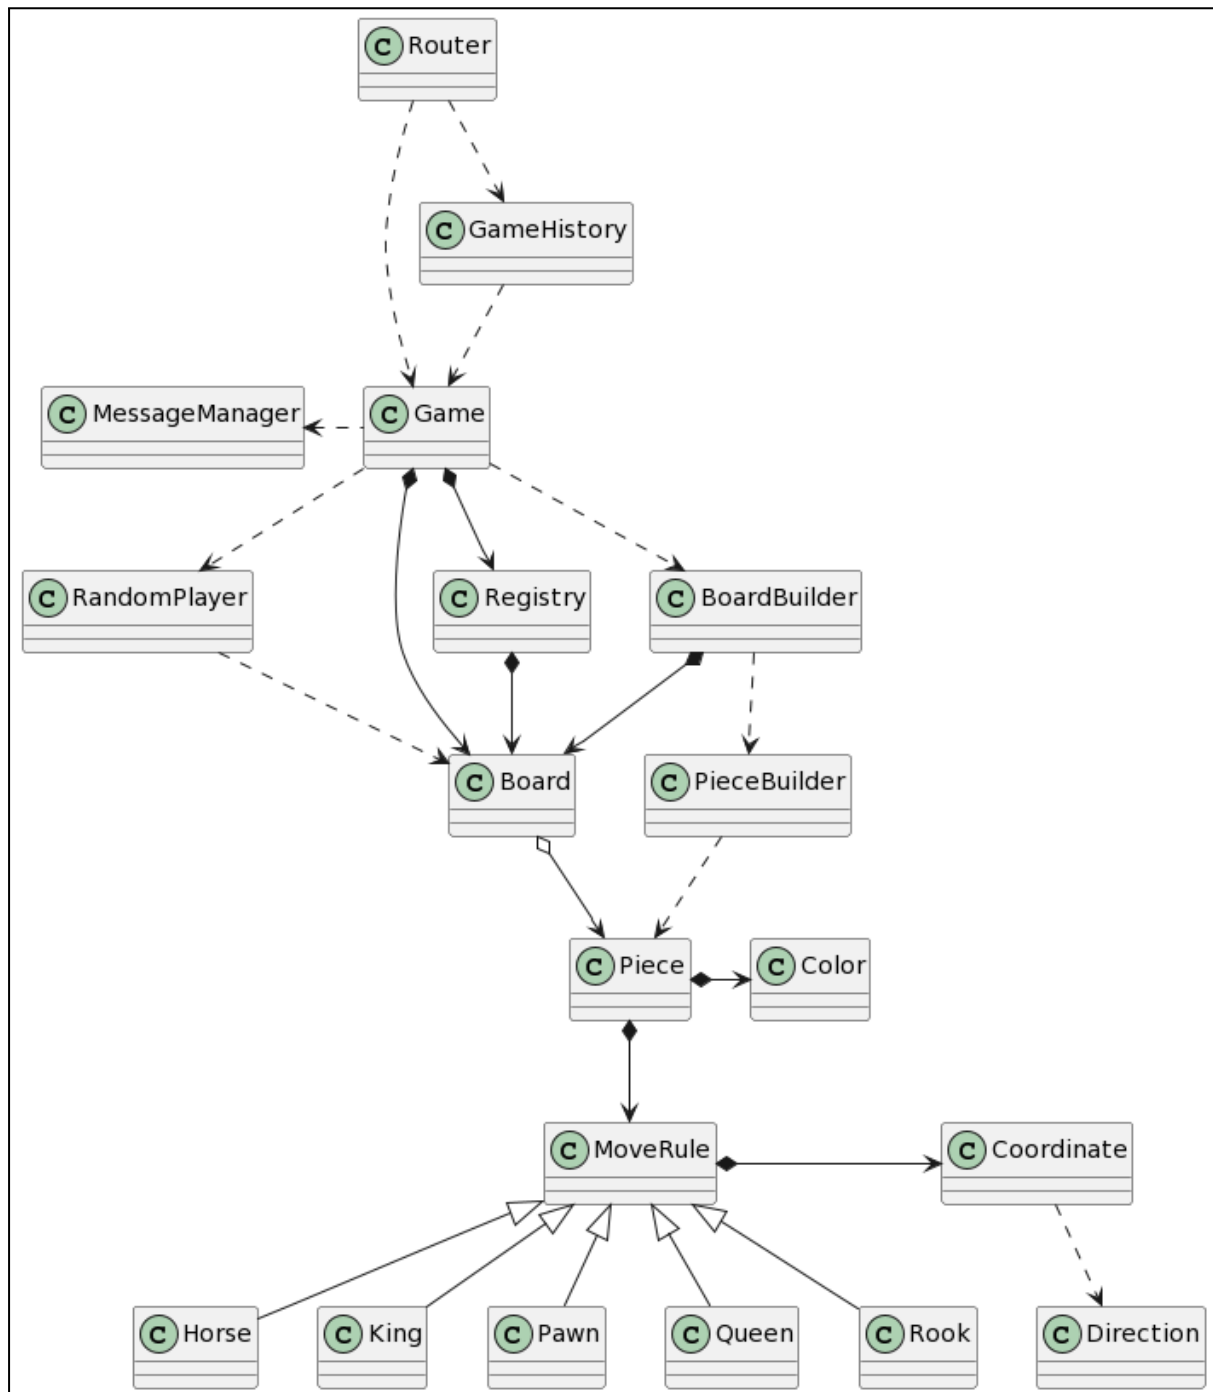 C Router
C GameHistory
C MessageManager
C Game
C RandomPlayer
C Registry
C BoardBuilder
C Board
C PieceBuilder
C Piece
C Color
C MoveRule
C Coordinate
C Horse
C King
C Pawn
C Queen
C Rook
C Direction